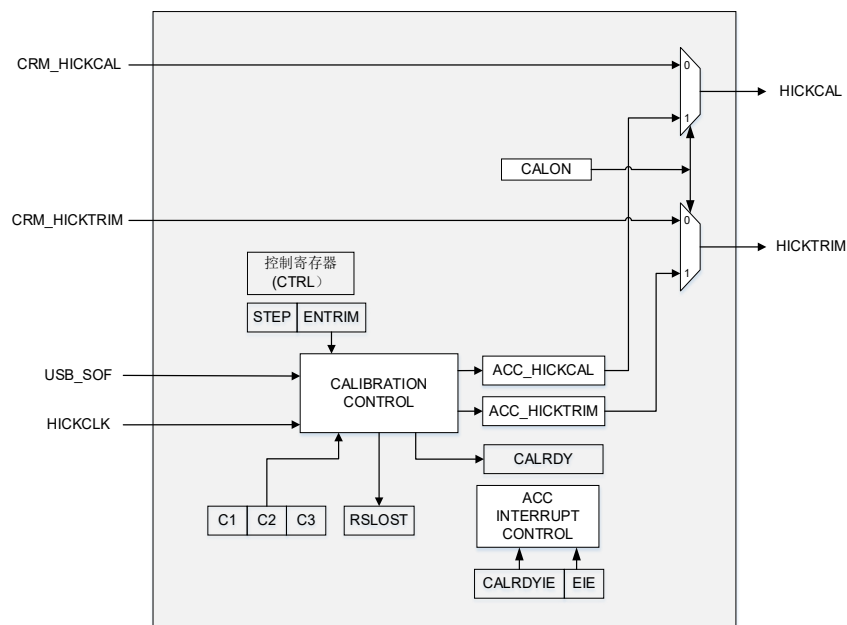 CRM_HICKCAL
0
HICKCAL
1
CALON
CRM_HICKTRIM
0
HICKTRIM
1
控制寄存器
(CTRL）
STEP ENTRIM
USB_SOF
CALIBRATION
CONTROL
ACC_HICKCAL
HICKCLK
ACC_HICKTRIM
CALRDY
C1 C2 C3
RSLOST
ACC
INTERRUPT
CONTROL
CALRDYIE EIE